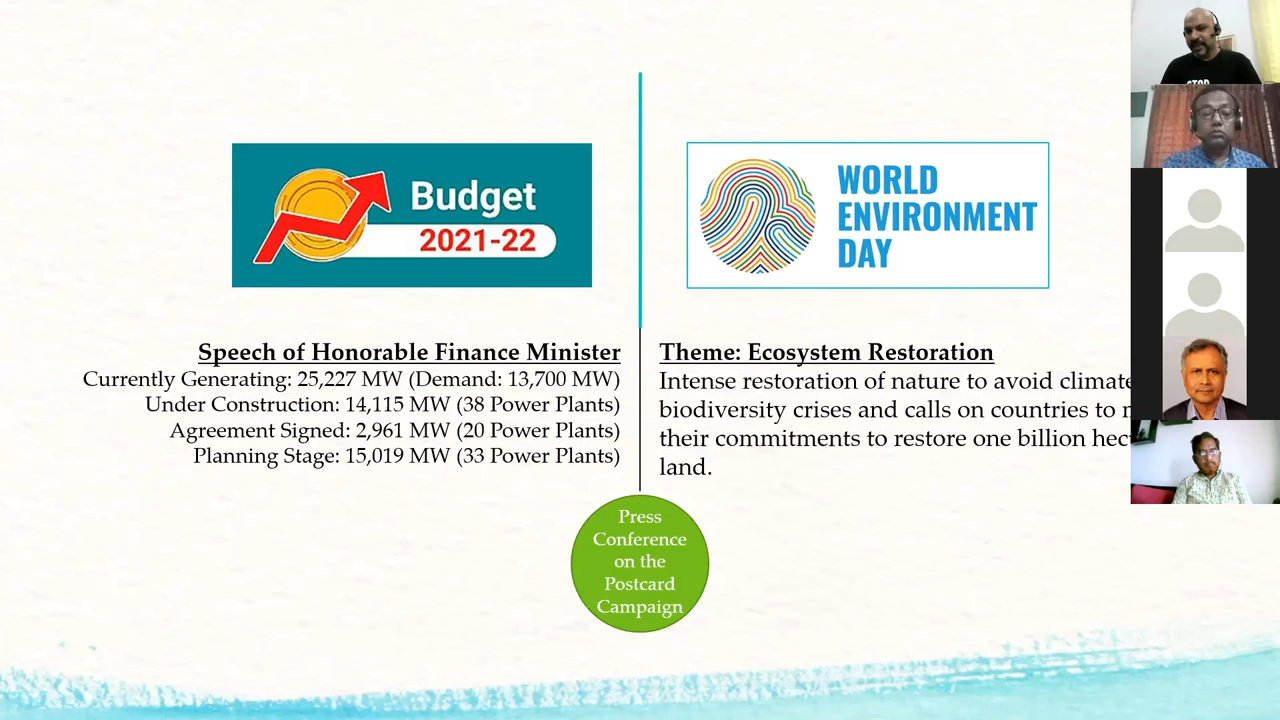 Budget
2021-22
WORLD
ENVIRONMENT
DAY
Speech of Honorable Finance Minister
Currently Generating: 25,227 MW (Demand: 13,700 MW)
Under Construction: 14,115 MW (38 Power Plants)
Agreement Signed: 2,961 MW (20 Power Plants)
Planning Stage: 15,019 MW (33 Power Plants)
Theme: Ecosystem Restoration
Intense restoration of nature to avoid climate
biodiversity crises and calls on countries to
their commitments to restore one billion
land.
Press
Conference
on the
Postcard
Campaign
STOP